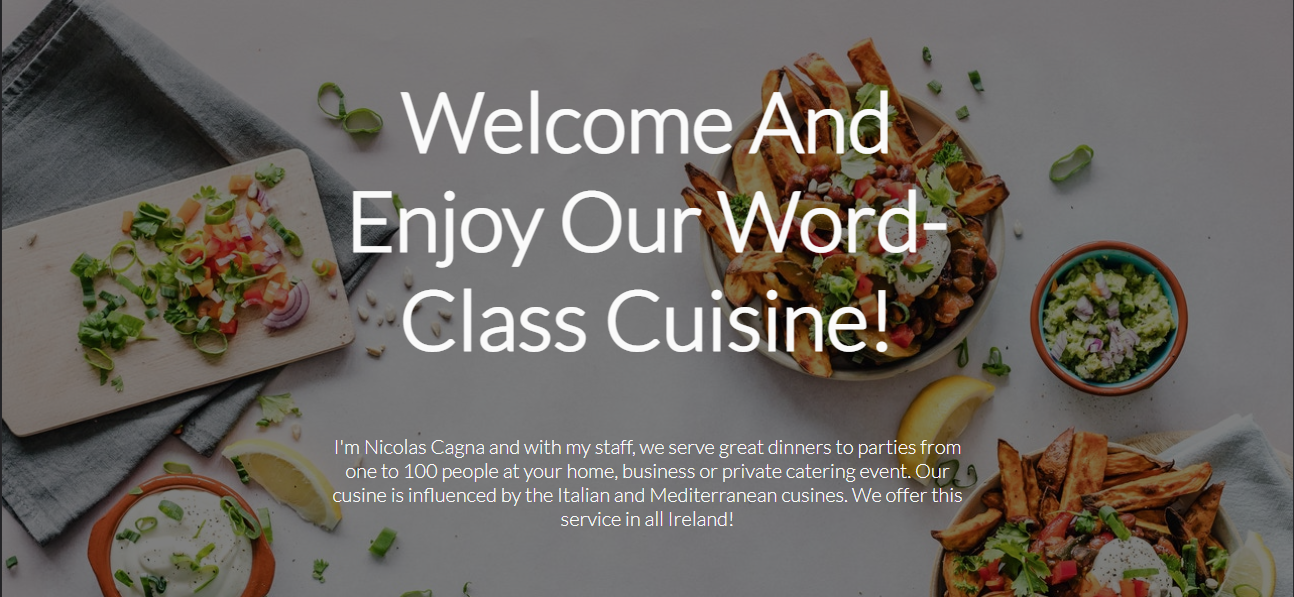 Welcome And
Enjoy Our Word-
Class Cuisine!
I'm Nicolas Cagna and with my staff, we serve great dinners to parties from
one to 100 people at your home, business or private catering event. Our
cusine is influenced by the Italian and Mediterranean cusines. We offer this
service in all Ireland!